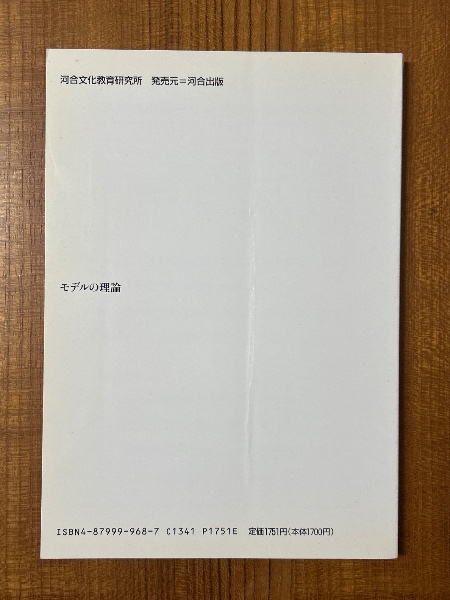 河合文化教育研究所　発売元＝河合出版
モデルの理論
ISBN4-87999-968-7 C1341 P1751E 定価1751円(本体1700円)